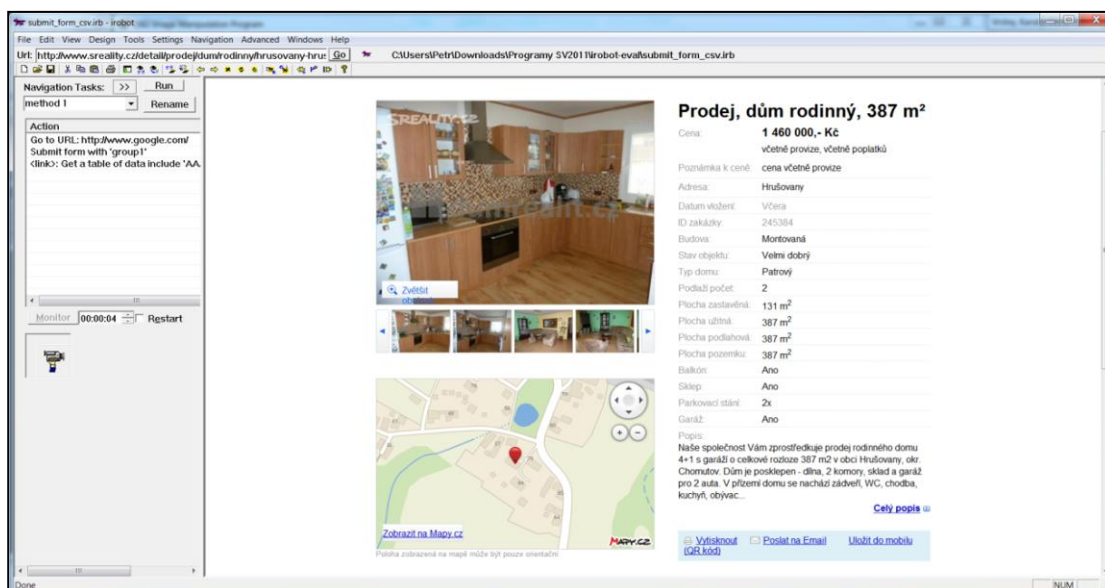 submit_form_csv.irb - irobot
File Edit View Design Tools Settings Navigation Advanced Windows Help
Url: http://www.sreality.cz/detail/prodej/dum/rodinny/hrusovany-hrus Go C:\Users\Petr\Downloads\Programy SV2011\irobot-eval\submit_form_csv.irb
Navigation Tasks: >> Run
method 1 Rename
Action
Go to URL: http://www.google.com/
Submit form with 'group1'
<link>: Get a table of data include 'AA
Monitor 00:00:04 Restart
SREALITY.CZ
Zvětšit
Zobrazit na Mapy.cz
MAPY.CZ
Poloha zobrazená na mapě může být pouze orientační
Prodej, dům rodinný, 387 m²
Cena: 1 460 000,- Kč
včetně provize, včetně poplatků
Poznámka k ceně: cena včetně provize
Adresa: Hrušovany
Datum vložení: Včera
ID zakázky: 245384
Budova: Montovaná
Stav objektu: Velmi dobrý
Typ domu: Patrový
Podlaží počet: 2
Plocha zastavěná: 131 m²
Plocha užitná: 387 m²
Plocha podlahová: 387 m²
Plocha pozemku: 387 m²
Balkón: Ano
Sklep: Ano
Parkovací stání: 2x
Garáž: Ano
Popis:
Naše společnost Vám zprostředkuje prodej rodinného domu
4+1 s garáží o celkové rozloze 387 m2 v obci Hrušovany, okr.
Chomutov. Dům je posklepen - dílna, 2 komory, sklad a garáž
pro 2 auta. V přízemí domu se nachází zádveří, WC, chodba,
kuchyň, obývac...
Celý popis
Vytisknout Poslat na Email Uložit do mobilu
(QR kód)
Done NUM